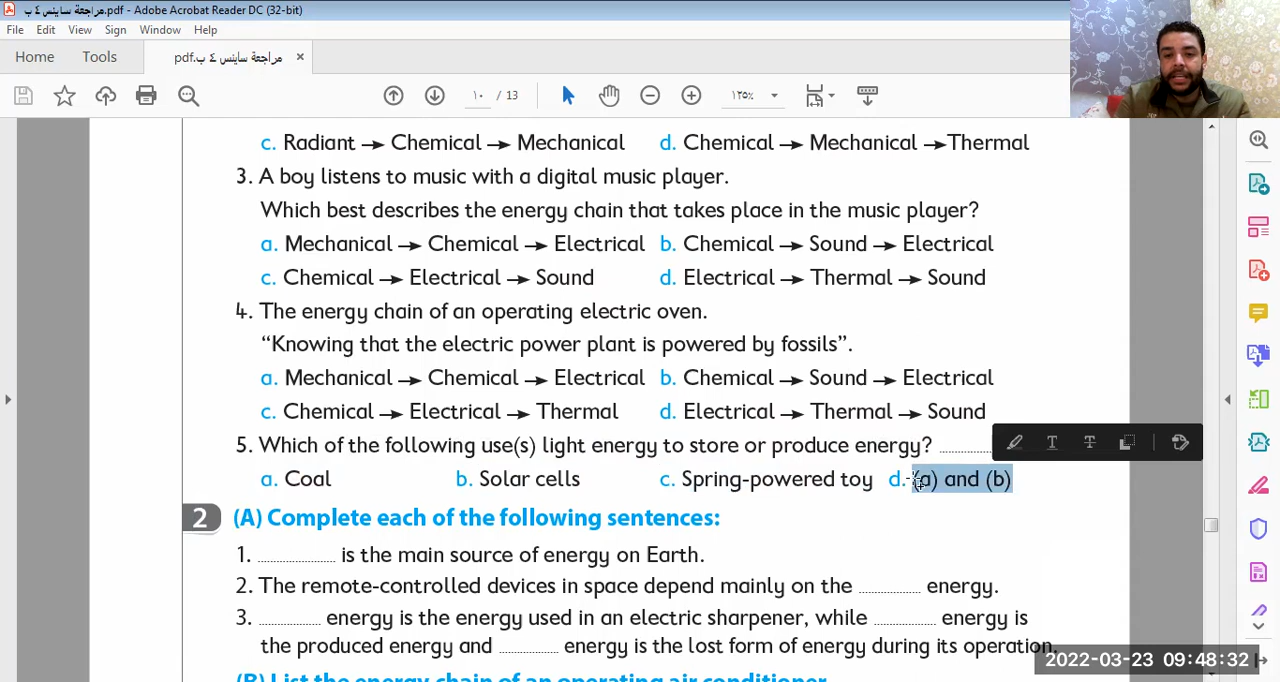 مراجعة ساينس ٤ ب.pdf - Adobe Acrobat Reader DC (32-bit)
File Edit View Sign Window Help
Home Tools مراجعة ساينس ٤ ب.pdf ×
١٠ / 13 ١٢٥%
c. Radiant → Chemical → Mechanical d. Chemical → Mechanical → Thermal
3. A boy listens to music with a digital music player.
Which best describes the energy chain that takes place in the music player?
a. Mechanical → Chemical → Electrical b. Chemical → Sound → Electrical
c. Chemical → Electrical → Sound d. Electrical → Thermal → Sound
4. The energy chain of an operating electric oven.
“Knowing that the electric power plant is powered by fossils”.
a. Mechanical → Chemical → Electrical b. Chemical → Sound → Electrical
c. Chemical → Electrical → Thermal d. Electrical → Thermal → Sound
5. Which of the following use(s) light energy to store or produce energy? ............
a. Coal b. Solar cells c. Spring-powered toy d. (a) and (b)
2 (A) Complete each of the following sentences:
1. .................. is the main source of energy on Earth.
2. The remote-controlled devices in space depend mainly on the .............. energy.
3. .............. energy is the energy used in an electric sharpener, while .............. energy is
the produced energy and .............. energy is the lost form of energy during its operation.
(B) List the energy chain of an operating air conditioner
2022-03-23 09:48:32